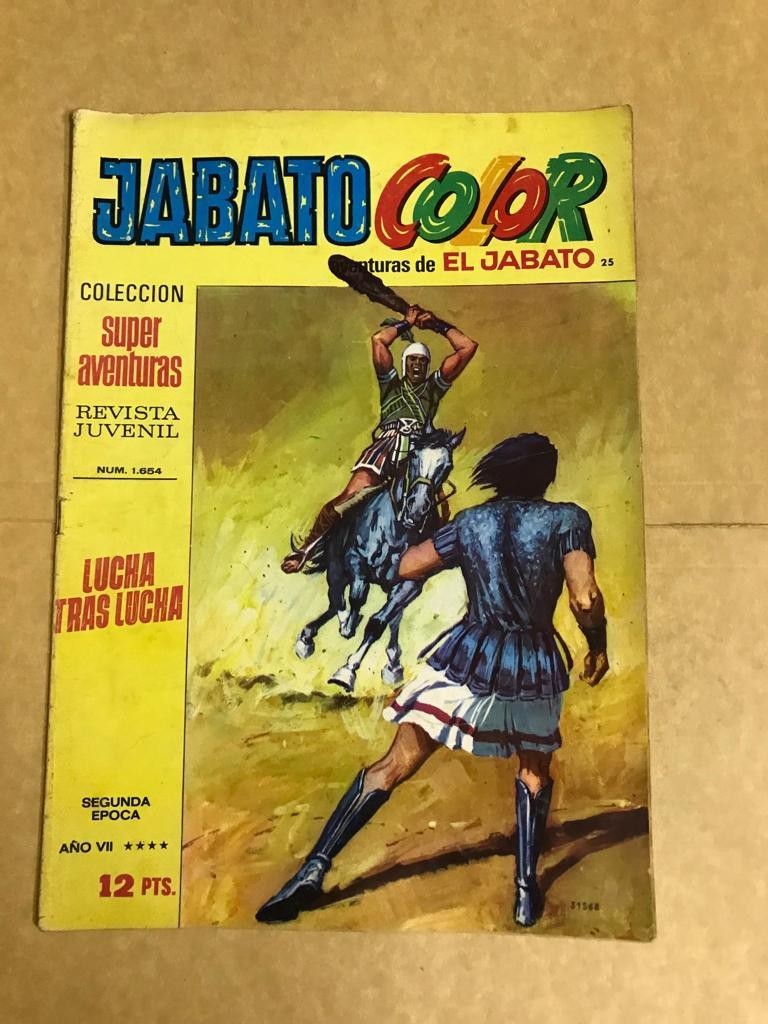 JABATO COLOR
aventuras de EL JABATO 25
COLECCION
super
aventuras
REVISTA
JUVENIL
NUM. 1.654
LUCHA
TRAS LUCHA
SEGUNDA
EPOCA
AÑO VII ★★★★
12 PTS.
31568